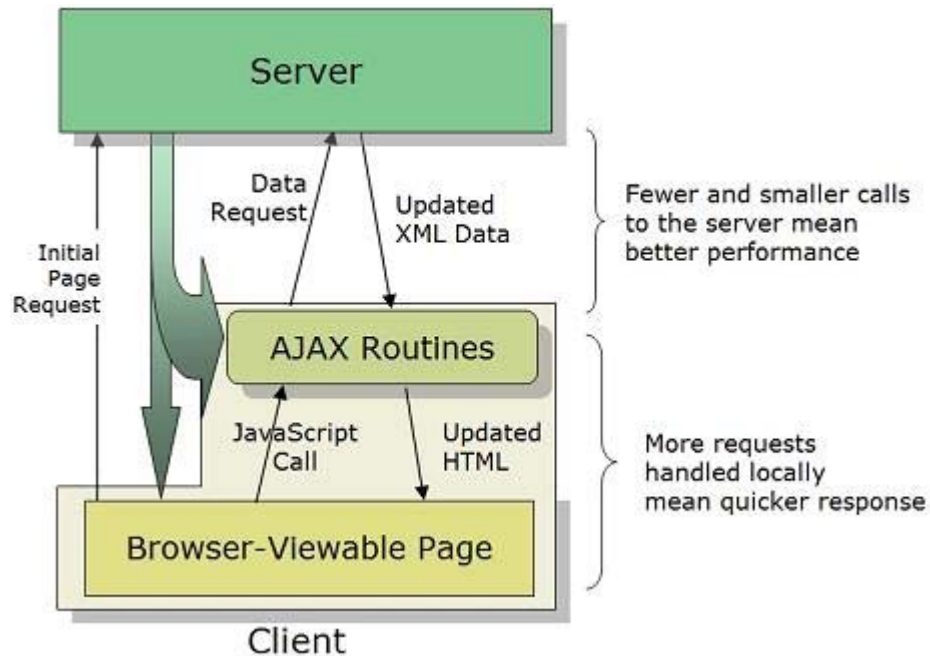 Server
Data
Request
Updated
XML Data
Fewer and smaller calls
to the server mean
better performance
Initial
Page
Request
AJAX Routines
JavaScript
Call
Updated
HTML
More requests
handled locally
mean quicker response
Browser-Viewable Page
Client